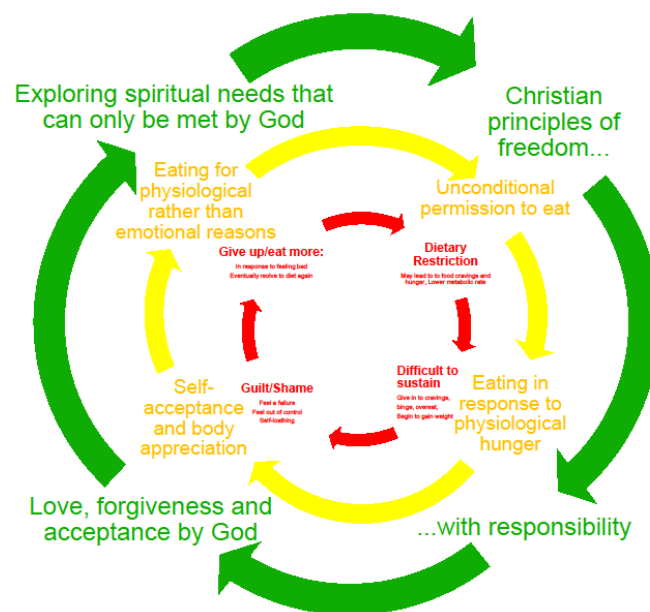 Exploring spiritual needs that
can only be met by God
Christian
principles of
freedom...
Eating for
physiological
rather than
emotional reasons
Unconditional
permission to eat
Give up/eat more:
In response to feeling bad
Eventually reolve to diet again
Dietary
Restriction
May lead to to food cravings and
hunger, Lower metabolic rate
Guilt/Shame
Feel a failure
Feel out of control
Self-loathing
Difficult to
sustain
Give in to cravings,
binge, overeat,
Begin to gain weight
Self-
acceptance
and body
appreciation
Eating in
response to
physiological
hunger
Love, forgiveness and
acceptance by God
...with responsibility